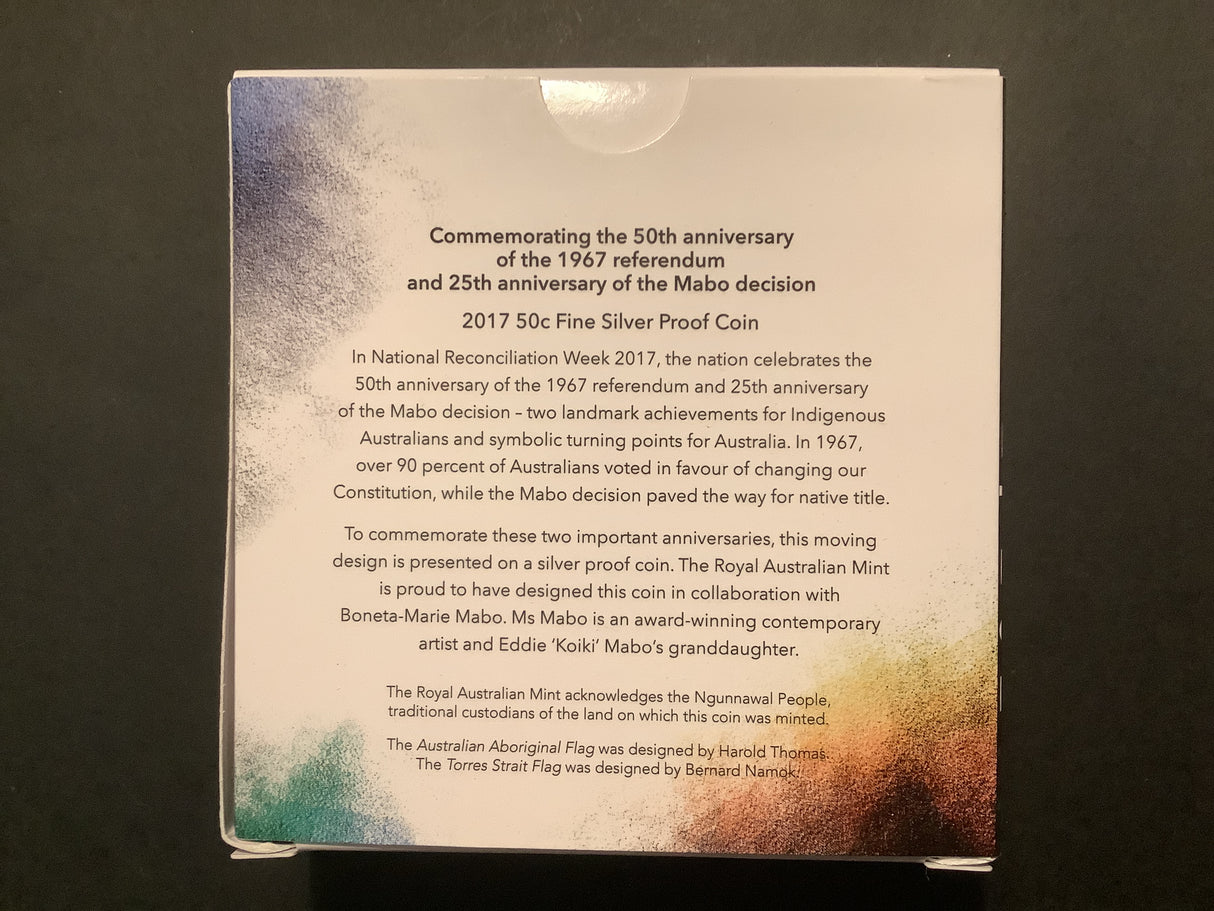 Commemorating the 50th anniversary
of the 1967 referendum
and 25th anniversary of the Mabo decision
2017 50c Fine Silver Proof Coin
In National Reconciliation Week 2017, the nation celebrates the
50th anniversary of the 1967 referendum and 25th anniversary
of the Mabo decision – two landmark achievements for Indigenous
Australians and symbolic turning points for Australia. In 1967,
over 90 percent of Australians voted in favour of changing our
Constitution, while the Mabo decision paved the way for native title.
To commemorate these two important anniversaries, this moving
design is presented on a silver proof coin. The Royal Australian Mint
is proud to have designed this coin in collaboration with
Boneta-Marie Mabo. Ms Mabo is an award-winning contemporary
artist and Eddie ‘Koiki’ Mabo’s granddaughter.
The Royal Australian Mint acknowledges the Ngunnawal People,
traditional custodians of the land on which this coin was minted.
The Australian Aboriginal Flag was designed by Harold Thomas.
The Torres Strait Flag was designed by Bernard Namok.